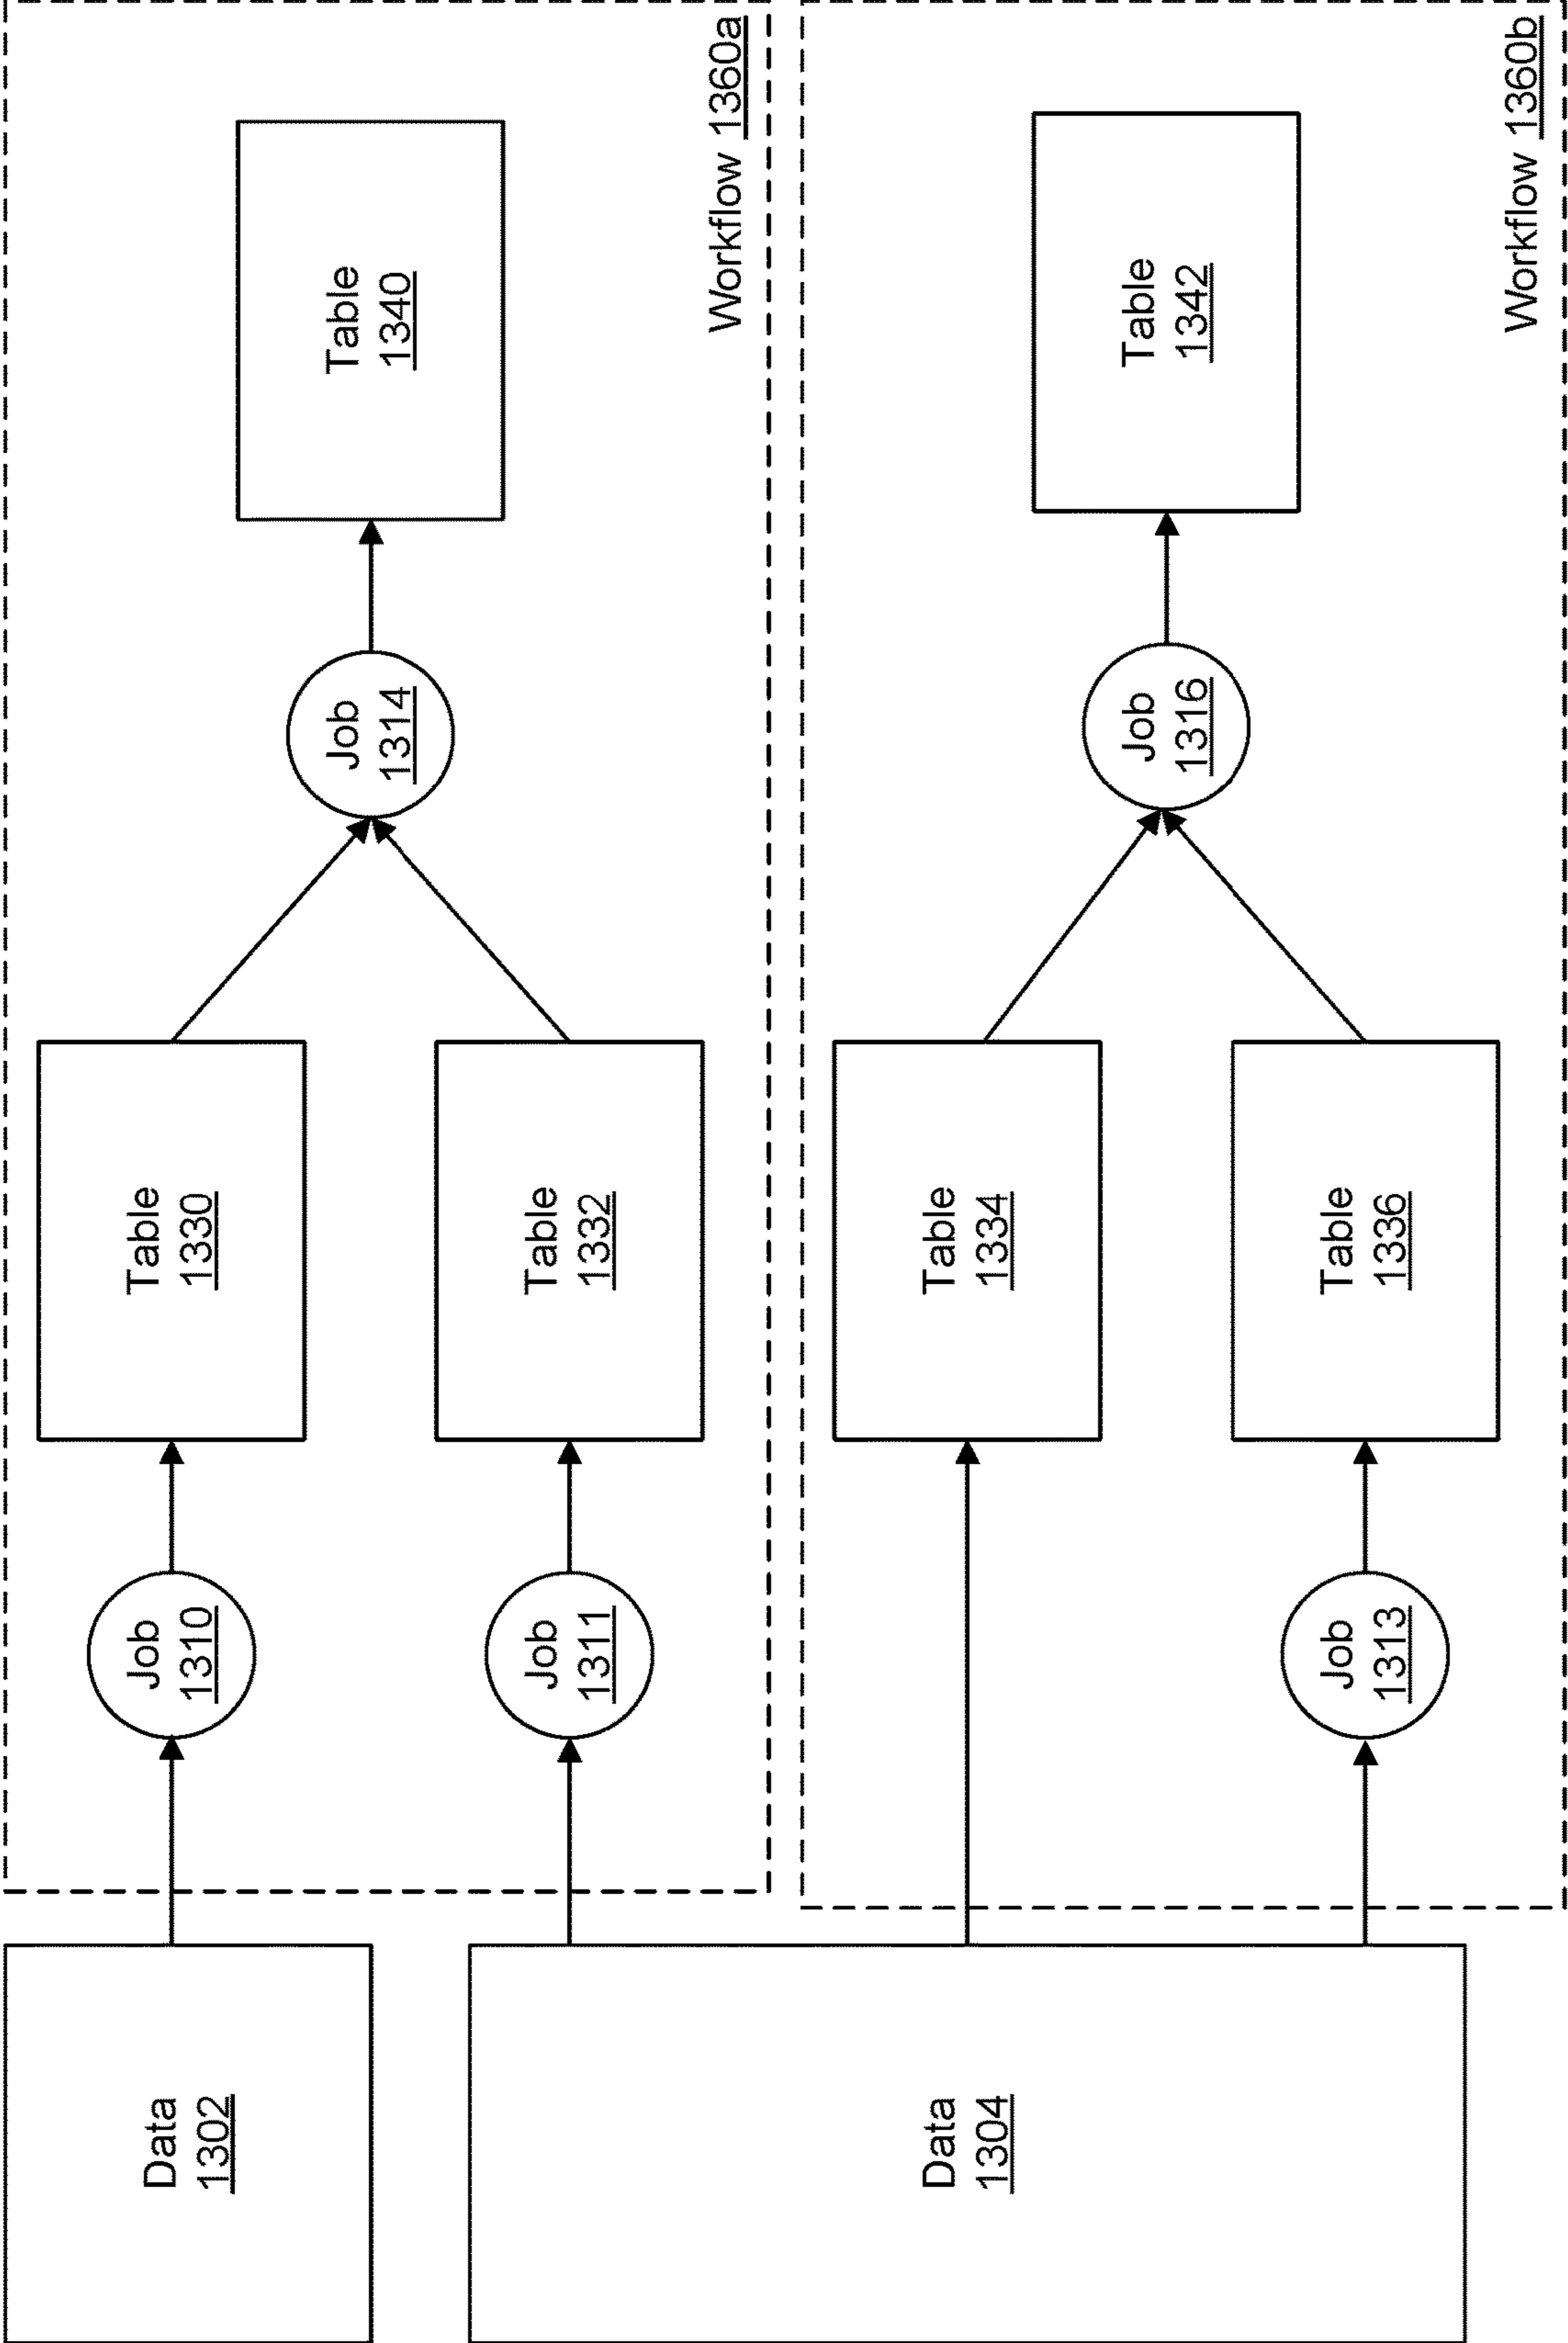 Data
1302
Job
1310
Table
1330
Job
1311
Table
1332
Job
1314
Table
1340
Workflow 1360a
Data
1304
Table
1334
Job
1313
Table
1336
Job
1316
Table
1342
Workflow 1360b